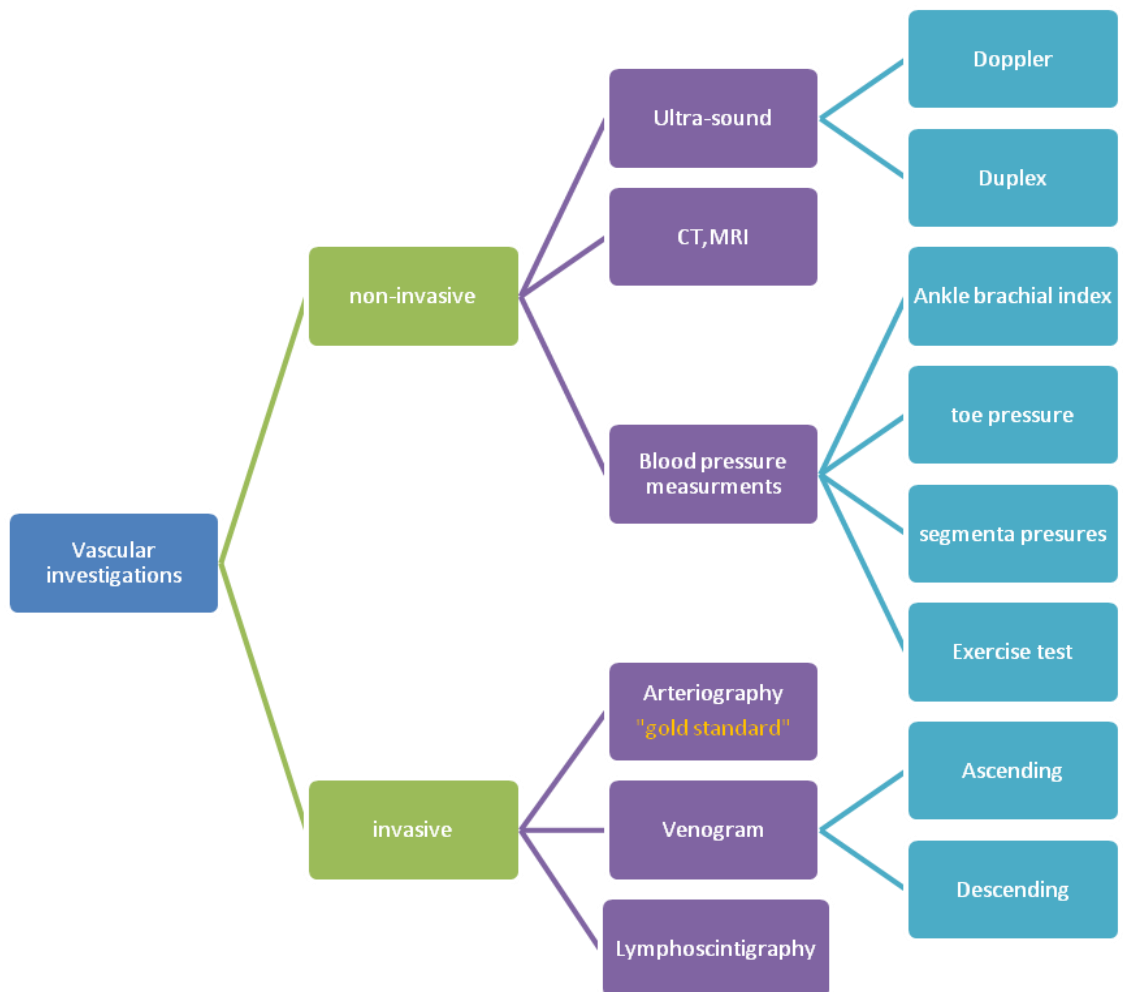 Doppler
Ultra-sound
Duplex
CT,MRI
non-invasive
Ankle brachial index
toe pressure
Blood pressure
measurments
segmenta presures
Vascular
investigations
Exercise test
Arteriography
"gold standard"
Ascending
invasive
Venogram
Descending
Lymphoscintigraphy